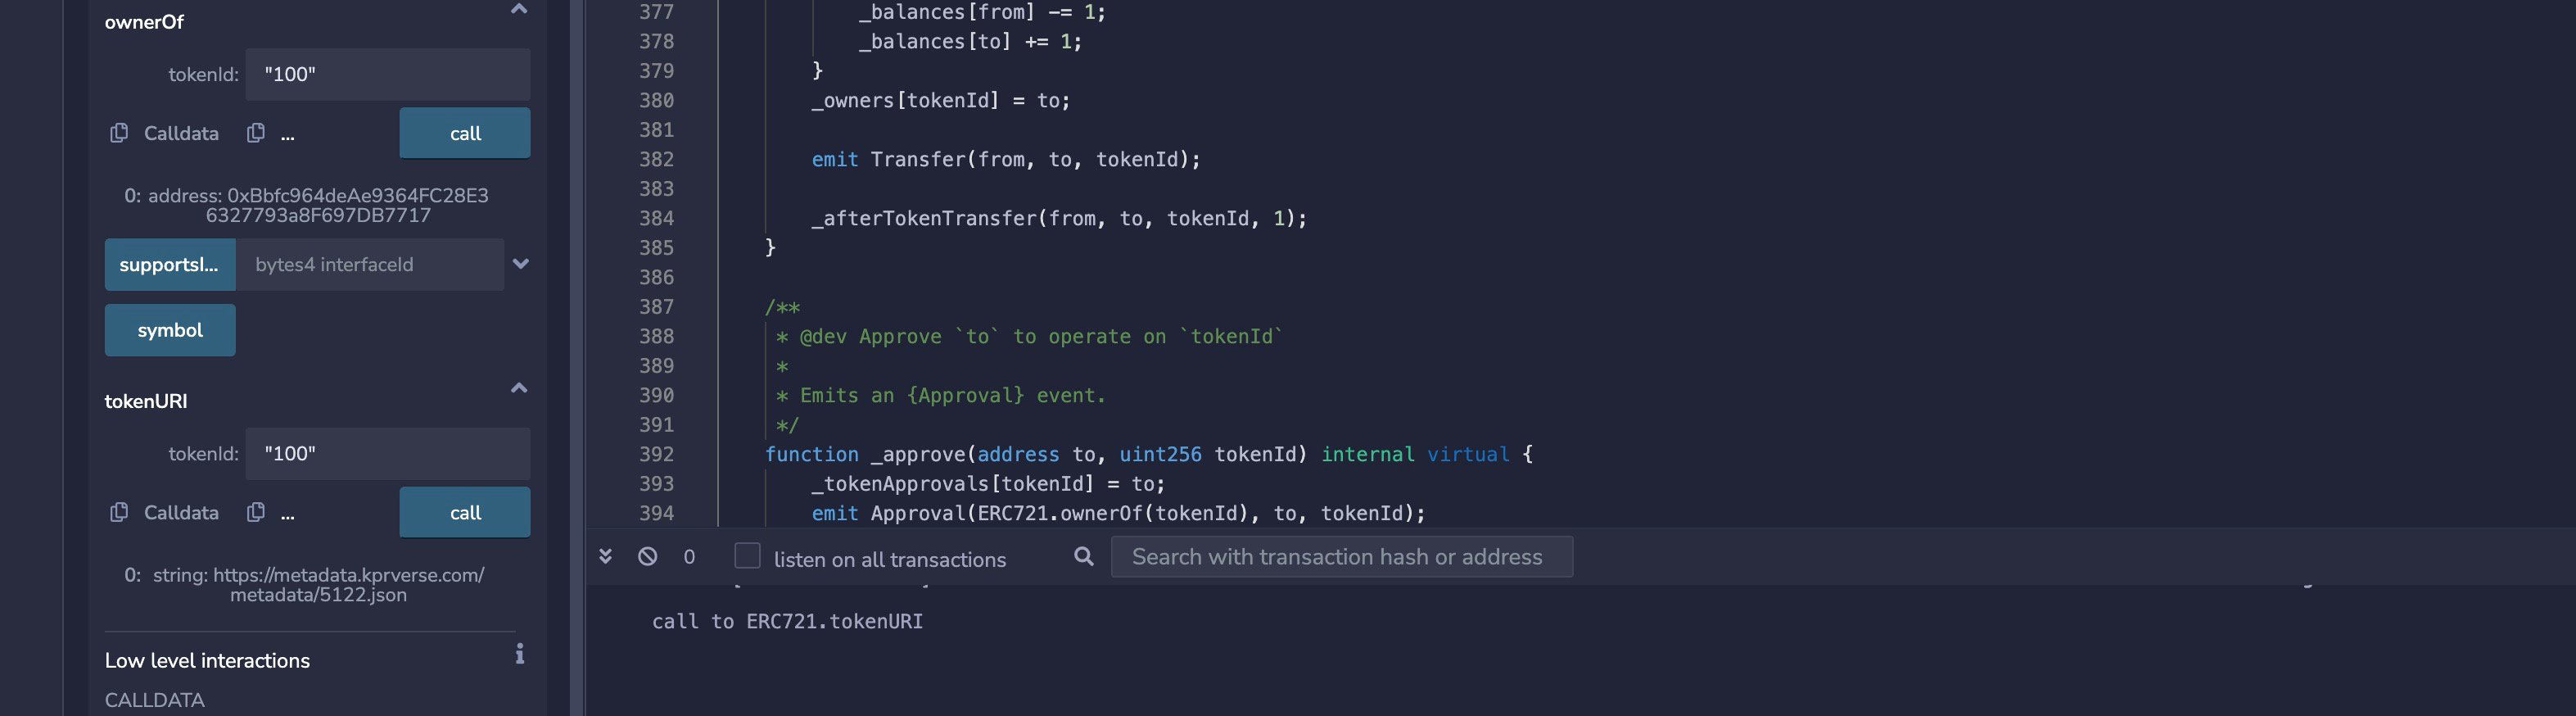 ownerOf
tokenId: "100"
Calldata ... call
0: address: 0xBbfc964deAe9364FC28E3
6327793a8F697DB7717
supportsI... bytes4 interfaceId
symbol
tokenURI
tokenId: "100"
Calldata ... call
0: string: https://metadata.kprverse.com/
metadata/5122.json
Low level interactions
CALLDATA
377 _balances[from] -= 1;
378 _balances[to] += 1;
379 }
380 _owners[tokenId] = to;
381
382 emit Transfer(from, to, tokenId);
383
384 _afterTokenTransfer(from, to, tokenId, 1);
385 }
386
387 /**
388 * @dev Approve `to` to operate on `tokenId`
389 *
390 * Emits an {Approval} event.
391 */
392 function _approve(address to, uint256 tokenId) internal virtual {
393 _tokenApprovals[tokenId] = to;
394 emit Approval(ERC721.ownerOf(tokenId), to, tokenId);
0 listen on all transactions Search with transaction hash or address
call to ERC721.tokenURI